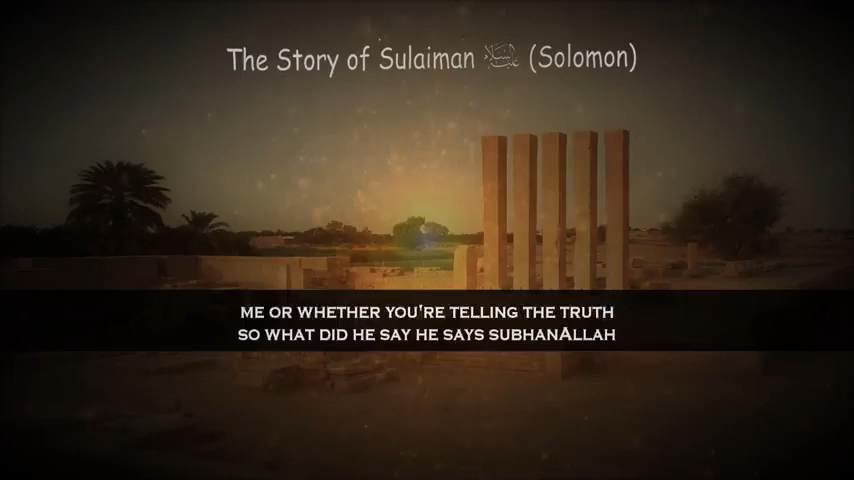 The Story of Sulaiman عليه السلام (Solomon)
ME OR WHETHER YOU'RE TELLING THE TRUTH
SO WHAT DID HE SAY HE SAYS SUBHANALLAH